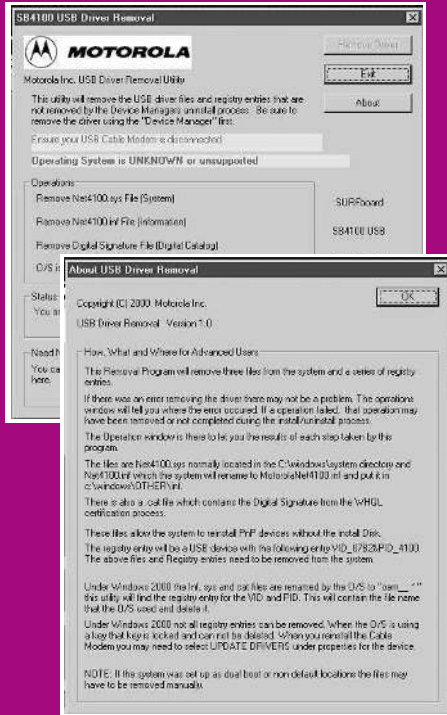 SB4100 USB Driver Removal
MOTOROLA
Remove Driver
Motorola Inc. USB Driver Removal Utility
Exit
This utility will remove the USB driver files and registry entries that are
not removed by the Device Managers uninstall process. Be sure to
remove the driver using the "Device Manager" first.
About
Ensure your USB Cable Modem is disconnected
Operating System is UNKNOWN or unsupported
Operations
Remove Net4100.sys File (System)
SURFboard
Remove Net4100.inf File (Information)
SB4100 USB
Remove Digital Signature File (Digital Catalog)
O/S is
Status
You
Need
You ca
here.
About USB Driver Removal
Copyright (C) 2000 Motorola Inc.
OK
USB Driver Removal Version 1.0
How, What and Where for Advanced Users
This Removal Program will remove three files from the system and a series of registry
entries.
If there was an error removing the driver there may not be a problem. The oprrations
window will tell you where the error occured. If a operation failed, that operation may
have been removed or not completed during the install/uninstall process.
The Operation window is there to let you the results of each step taken by this
program.
The files are Net4100.sys normally located in the C:\windows\system directory and
Net4100.inf which the system will rename to MotorolaNet4100.inf and put it in
c:\windows\OTHER\inf.
There is also a .cat file which contains the Digital Signature from the WHQL
certification process.
These files allow the system to reinstall PnP devices without the install Disk.
The registry entry will be a USB device with the following entry VID_07B2&PID_4100.
The above files and Registry entries need to be removed from the system.
Under Windows 2000 the Inf, sys and cat files are renamed by the O/S to "oem__.*"
this utility will find the registry entry for the VID and PID. This will contain the file name
that the O/S used and delete it.
Under Windows 2000 not all registry entries can be removed. When the O/S is using
a key that key is locked and can not be deleted. When you reinstall the Cable
Modem you may need to select UPDATE DRIVERS under properties for the device.
NOTE: If the system was set up as dual boot or non default locations the files may
have to be removed manually.